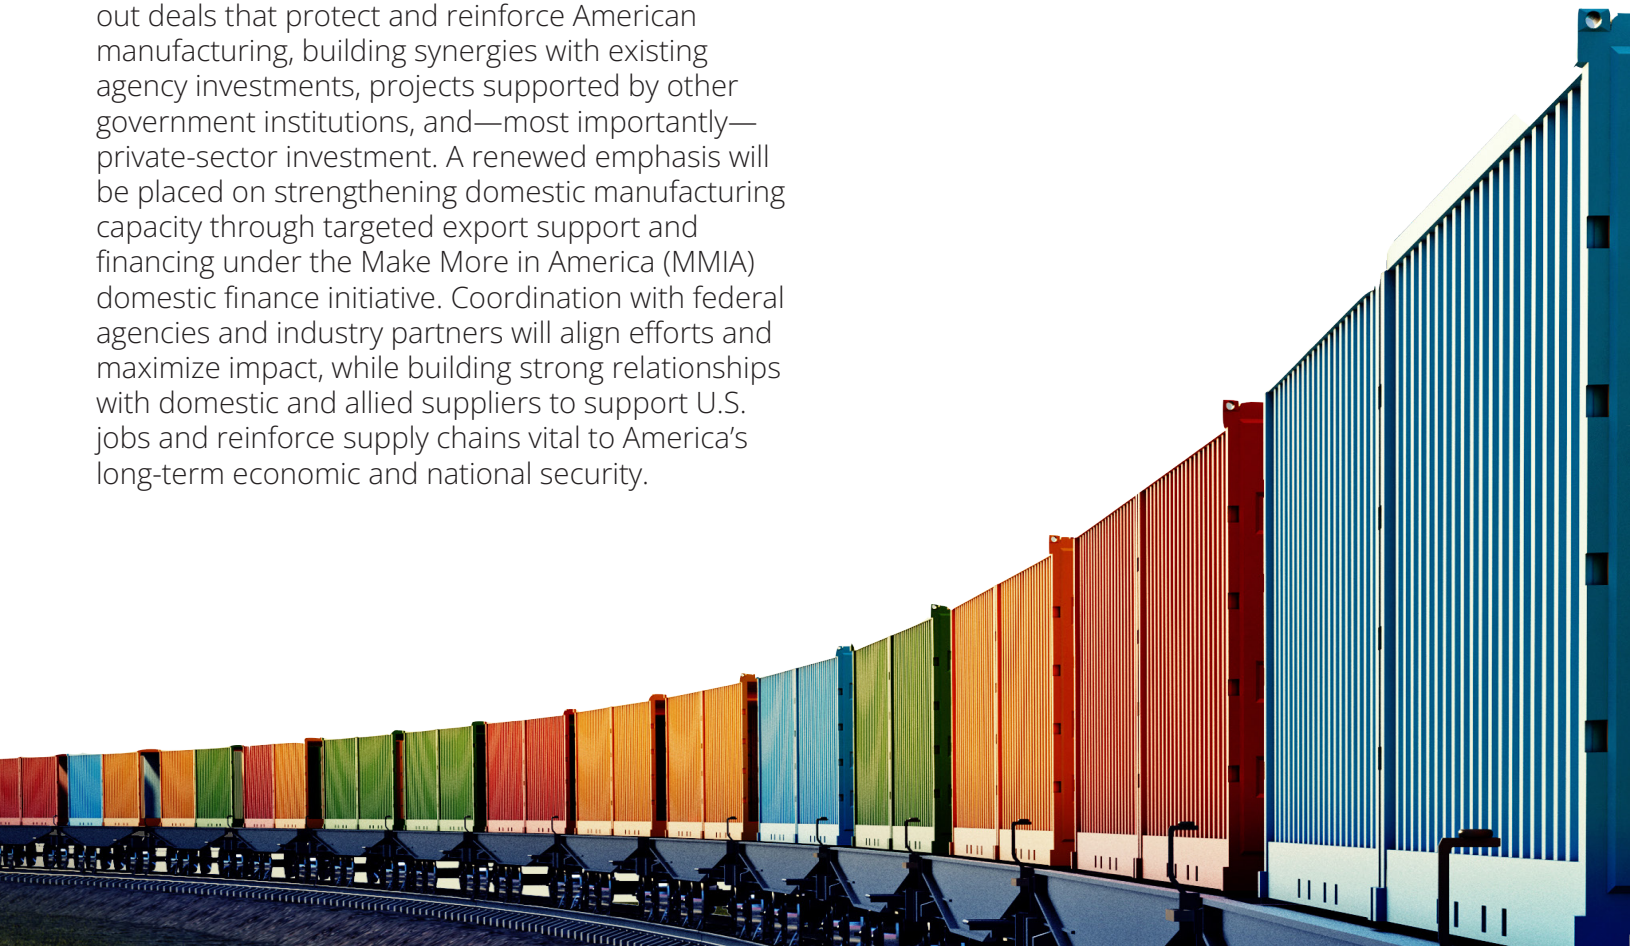 out deals that protect and reinforce American
manufacturing, building synergies with existing
agency investments, projects supported by other
government institutions, and—most importantly—
private-sector investment. A renewed emphasis will
be placed on strengthening domestic manufacturing
capacity through targeted export support and
financing under the Make More in America (MMIA)
domestic finance initiative. Coordination with federal
agencies and industry partners will align efforts and
maximize impact, while building strong relationships
with domestic and allied suppliers to support U.S.
jobs and reinforce supply chains vital to America’s
long-term economic and national security.